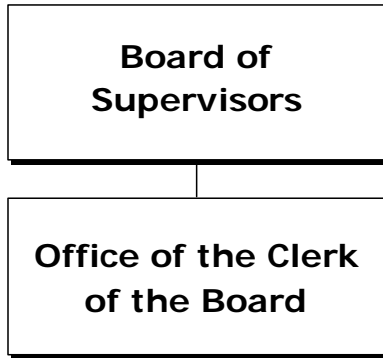 Board of
Supervisors
Office of the Clerk
of the Board